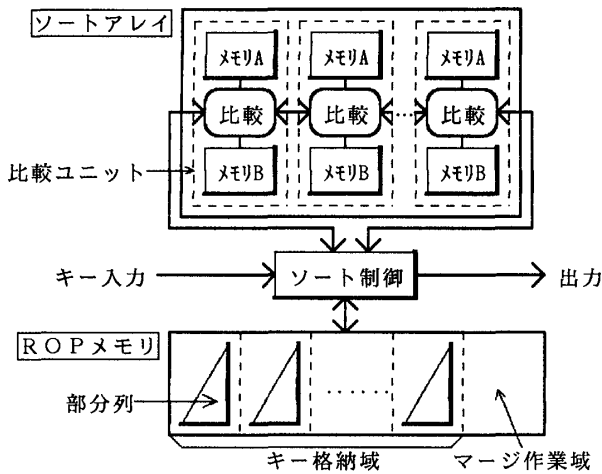 ソートアレイ
メモリA メモリA メモリA
比較 比較 …… 比較
比較ユニット
メモリB メモリB メモリB
キー入力 ソート制御 出力
ROPメモリ
部分列
……
キー格納域 マージ作業域